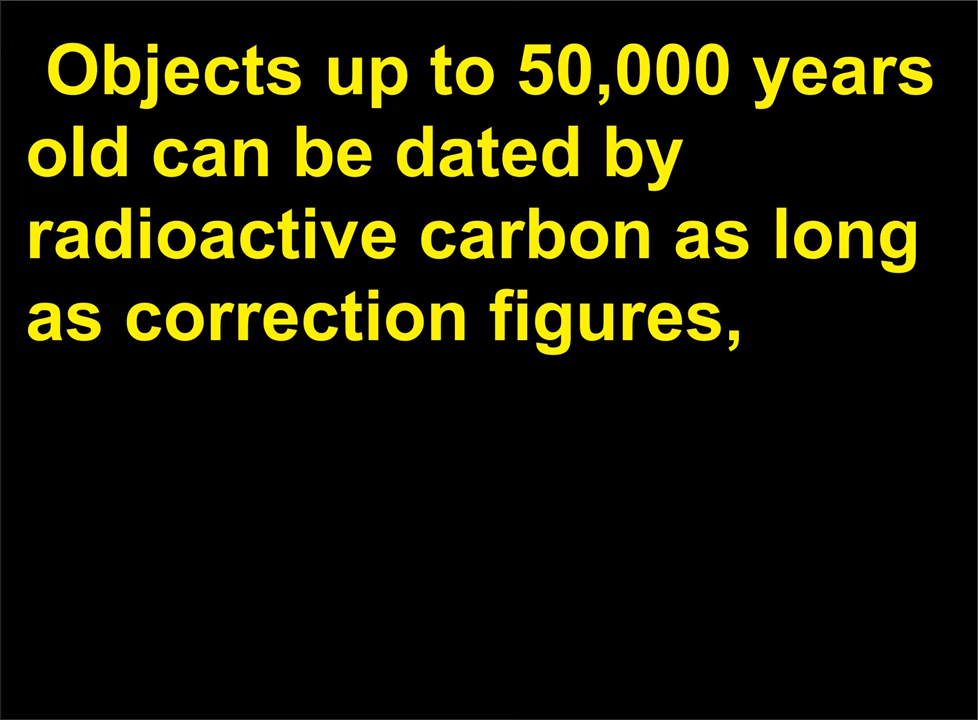 Objects up to 50,000 years
old can be dated by
radioactive carbon as long
as correction figures,